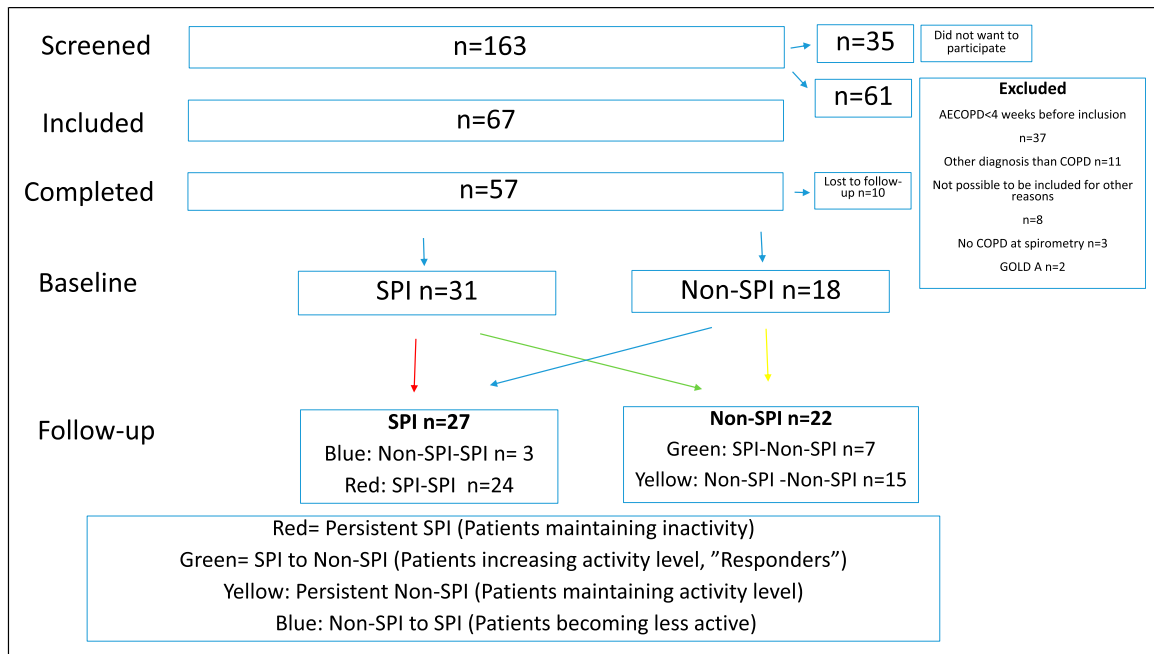 Screened
n=163
n=35
Did not want to
participate
n=61
Included
n=67
Excluded
AECOPD<4 weeks before inclusion
n=37
Other diagnosis than COPD n=11
Not possible to be included for other
reasons
n=8
No COPD at spirometry n=3
GOLD A n=2
Completed
n=57
Lost to follow-
up n=10
Baseline
SPI n=31
Non-SPI n=18
Follow-up
SPI n=27
Blue: Non-SPI-SPI n= 3
Red: SPI-SPI n=24
Non-SPI n=22
Green: SPI-Non-SPI n=7
Yellow: Non-SPI -Non-SPI n=15
Red= Persistent SPI (Patients maintaining inactivity)
Green= SPI to Non-SPI (Patients increasing activity level, ”Responders”)
Yellow: Persistent Non-SPI (Patients maintaining activity level)
Blue: Non-SPI to SPI (Patients becoming less active)